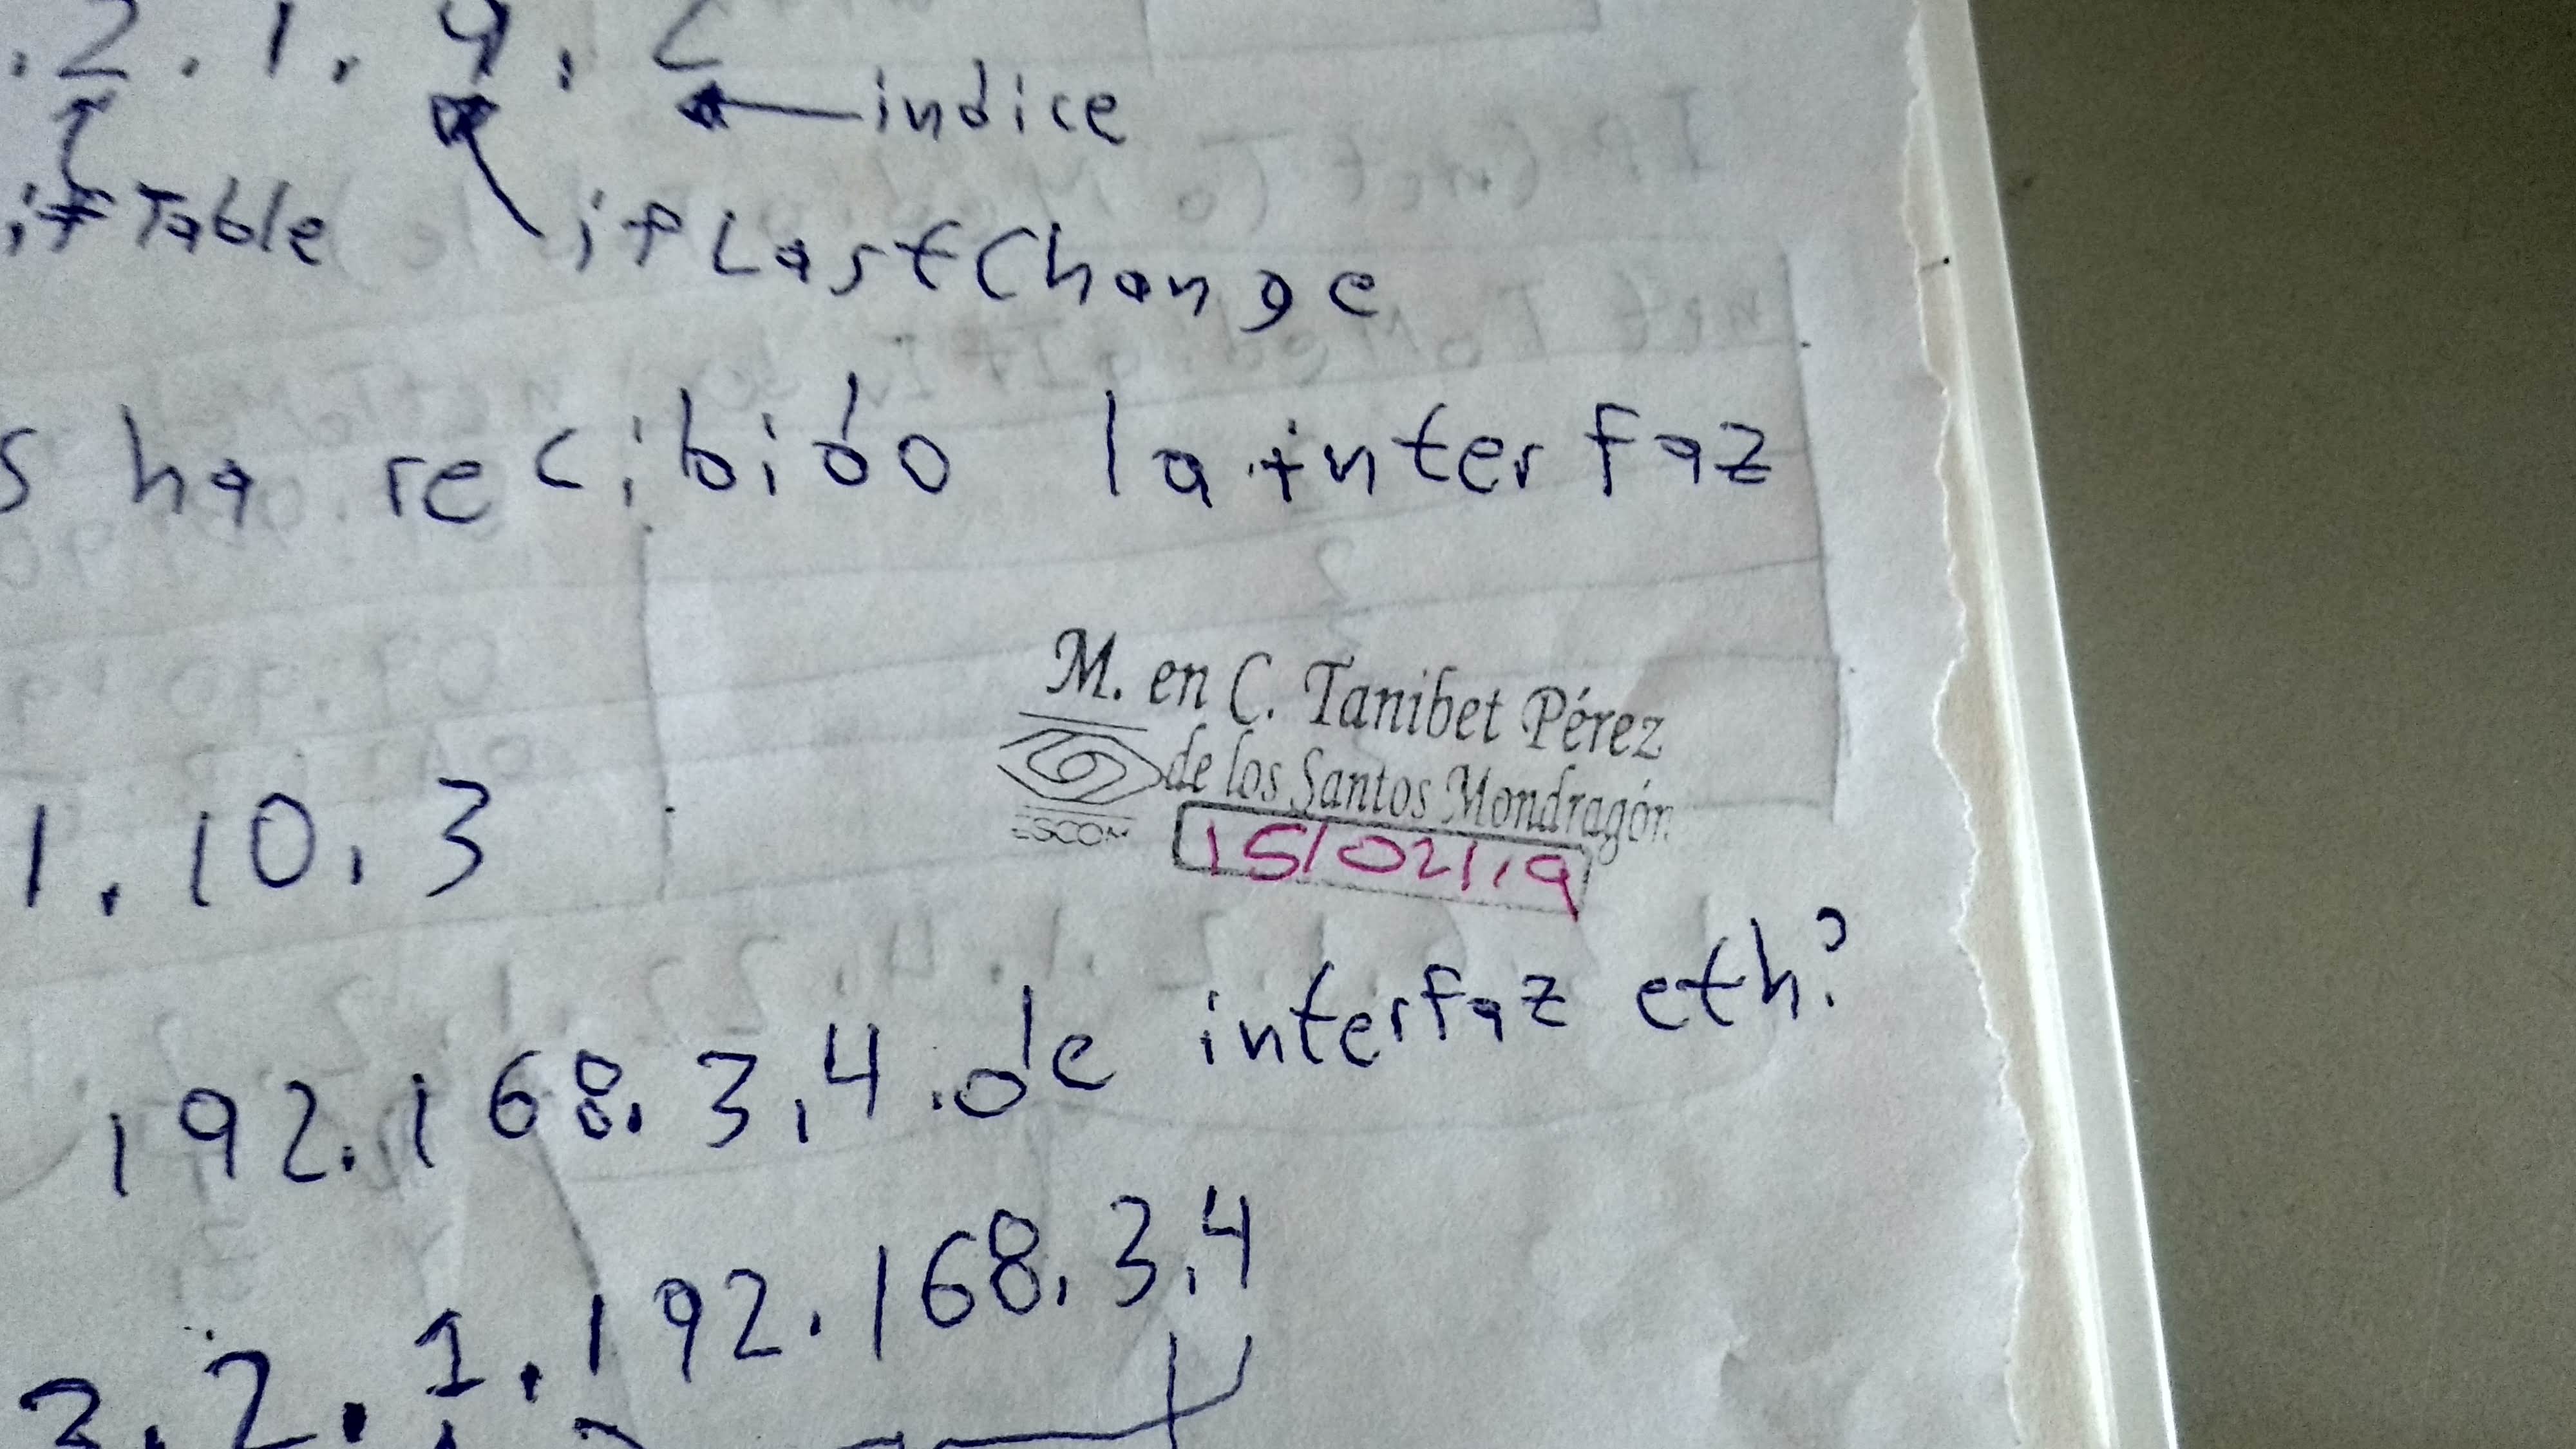 .2.1.9.2
indice
ifTable
ifLastChange
s ha recibido la interfaz
M. en C. Tanibet Pérez
de los Santos Mondragón
ESCOM
15/02/19
1.10.3
192.168.3.4 de interfaz eth?
3.2.1.192.168.3.4